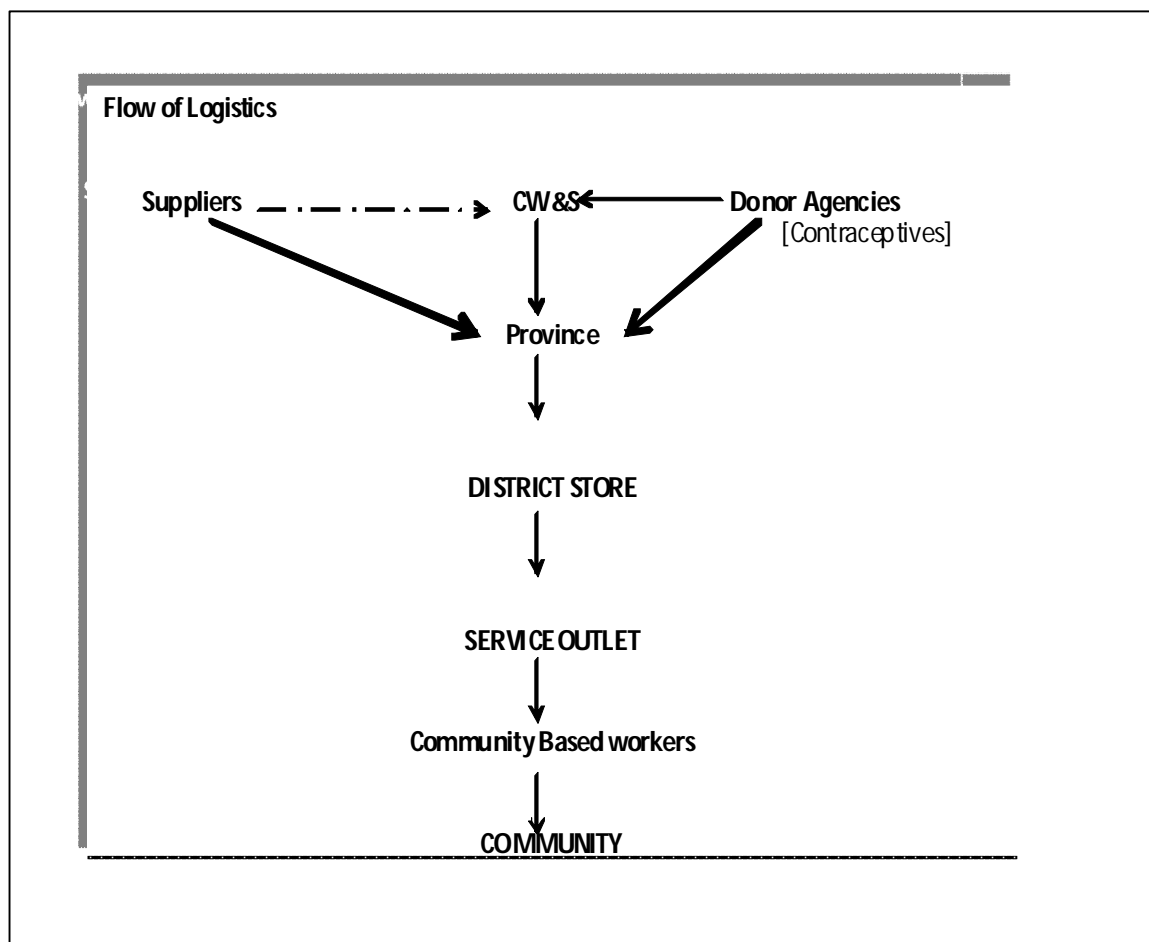 Flow of Logistics
Suppliers CW&S Donor Agencies
[Contraceptives]
Province
DISTRICT STORE
SERVICE OUTLET
Community Based workers
COMMUNITY